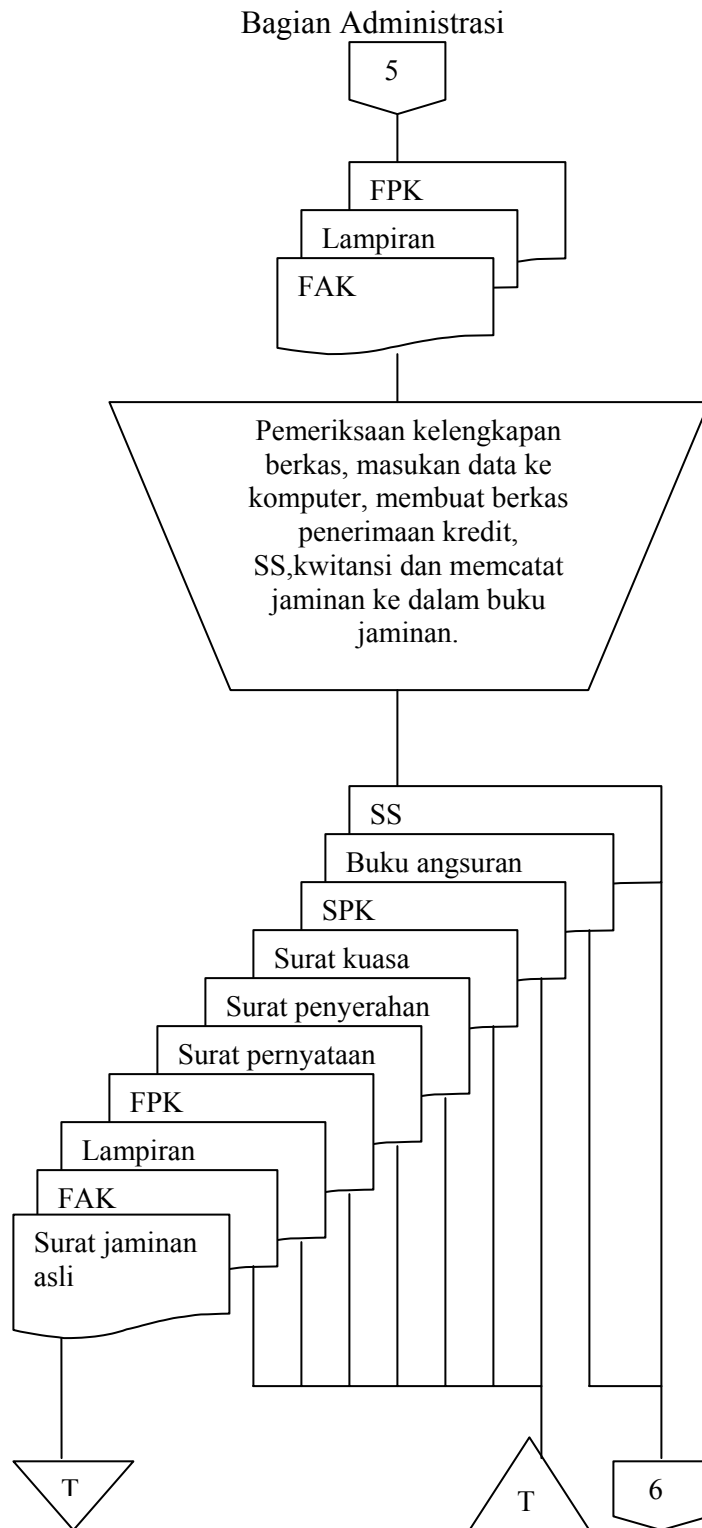 Bagian Administrasi
5
FPK
Lampiran
FAK
Pemeriksaan kelengkapan
berkas, masukan data ke
komputer, membuat berkas
penerimaan kredit,
SS,kwitansi dan memcatat
jaminan ke dalam buku
jaminan.
SS
Buku angsuran
SPK
Surat kuasa
Surat penyerahan
Surat pernyataan
FPK
Lampiran
FAK
Surat jaminan
asli
T
T
6